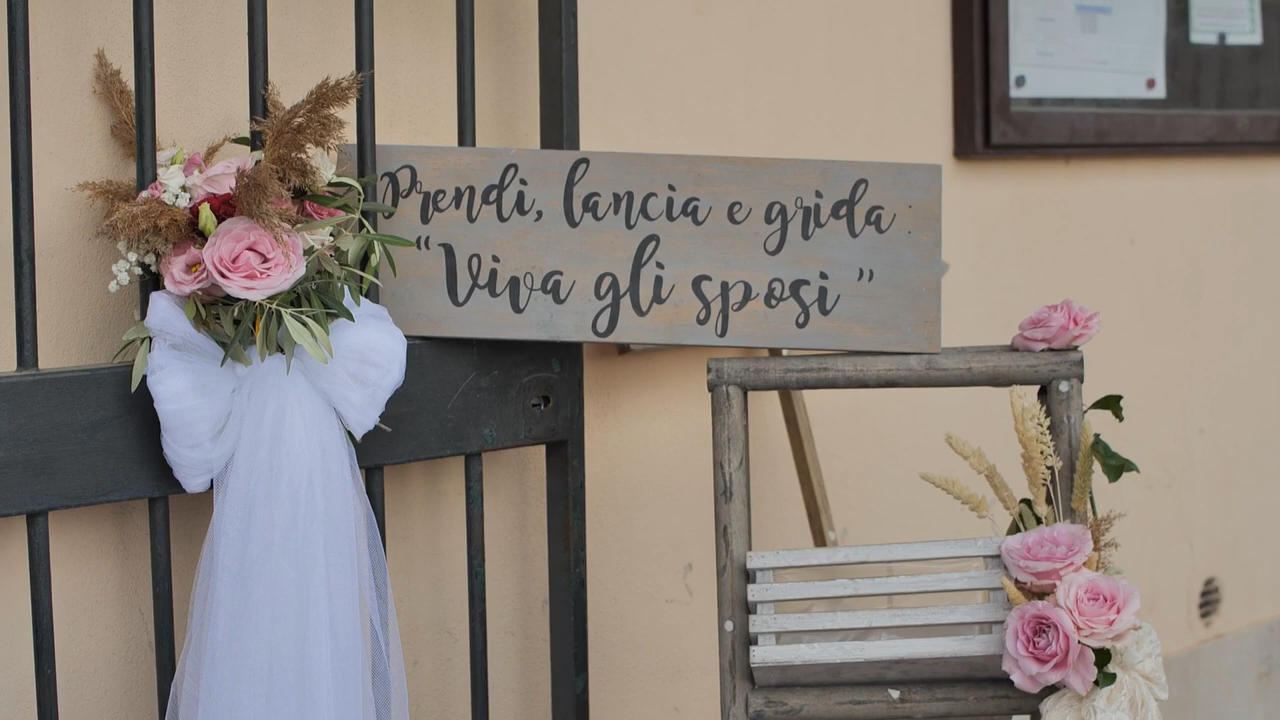 Prendi, lancia e grida :
“Viva gli sposi ”